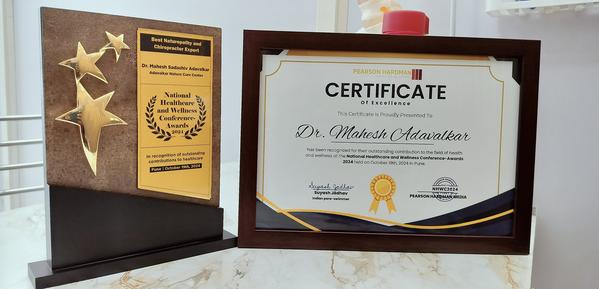 Best Naturopathy and
Chiropractor Expert
Dr. Mahesh Sadashiv Adavalkar
Adavalkar Nature Care Center
National
Healthcare
and Wellness
Conference-
Awards
2024
In recognition of outstanding
contributions to healthcare
Pune | October 19th, 2024
PEARSON HARDMAN
CERTIFICATE
Of Excellence
This Certificate is Proudly Presented To
Dr. Mahesh Adavalkar
has been recognized for their outstanding contribution to the field of health
and wellness at the National Healthcare and Wellness Conference- Awards
2024 held on October 19th, 2024 in Pune.
Suyash Jadhav
Suyash Jadhav
Indian para-swimmer
NHWC2024
PEARSON HARDMAN MEDIA